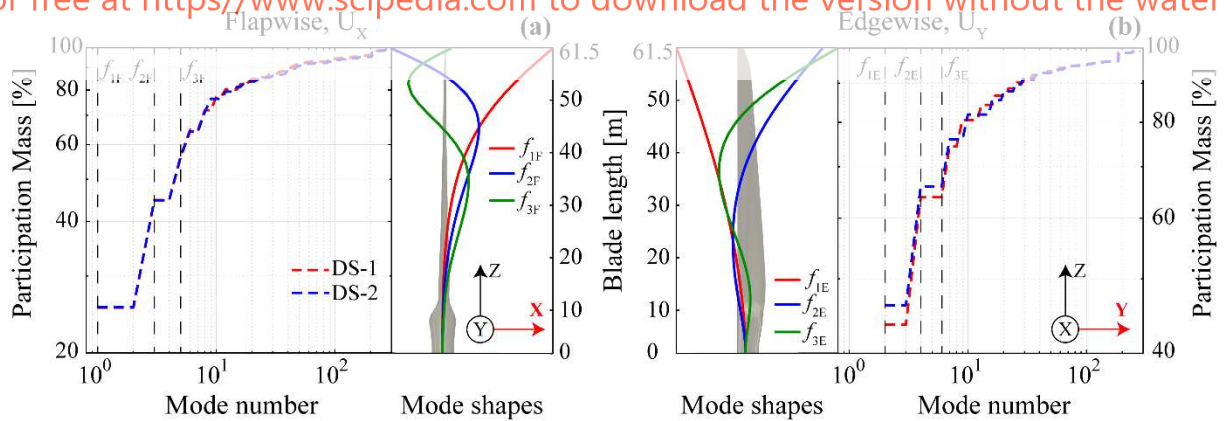 or free at https//www.scipedia.com to download the version without the water
Flapwise, U_X (a) Edgewise, U_Y (b)
100
80
60
40
20
Participation Mass [%]
f_1F f_2F f_3F
DS-1
DS-2
10^0 10^1 10^2
Mode number
f_1F
f_2F
f_3F
Z
Y X
Mode shapes
61.5
50
40
30
20
10
0
Blade length [m]
61.5
50
40
30
20
10
0
f_1E
f_2E
f_3E
Mode shapes
f_1E f_2E f_3E
Z
X Y
10^0 10^1 10^2
Mode number
100
80
60
40
Participation Mass [%]